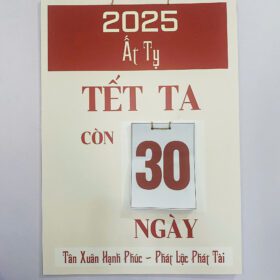 2025
Ất Tỵ
TẾT TA
CÒN
30
NGÀY
Tân Xuân Hạnh Phúc - Phát Lộc Phát Tài